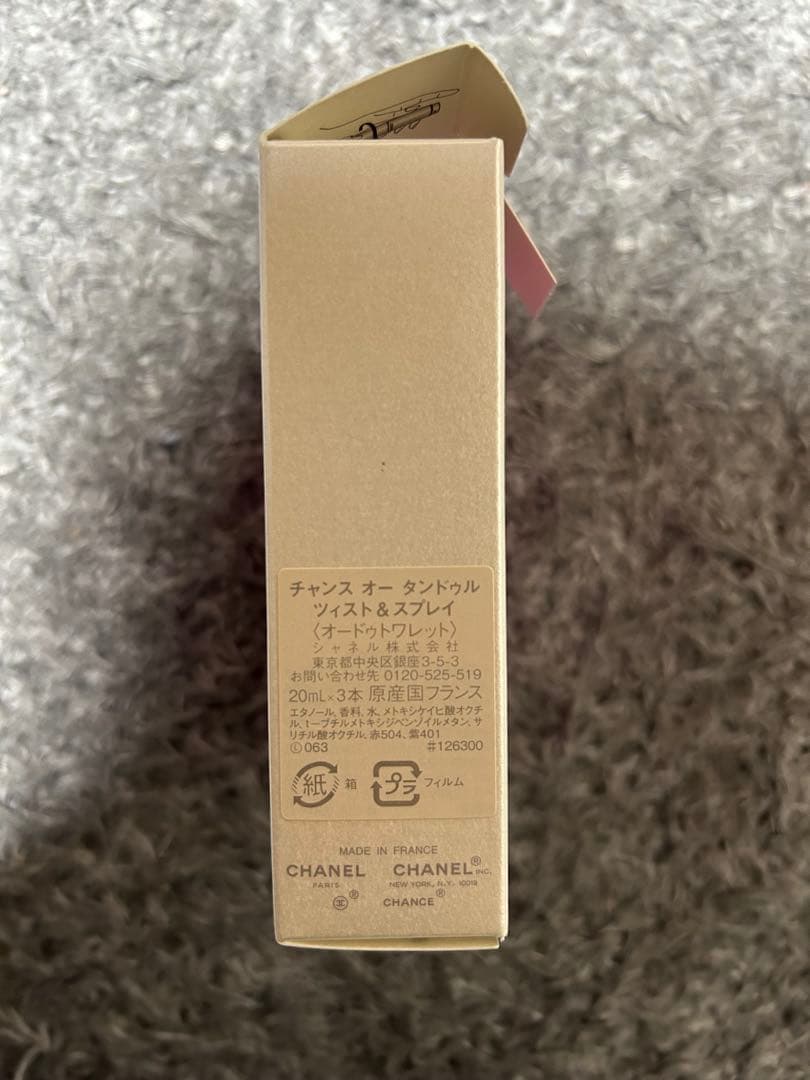 チャンス オー タンドゥル
ツィスト&スプレイ
〈オードゥトワレット〉
シャネル株式会社
東京都中央区銀座3-5-3
お問い合わせ先 0120-525-519
20mL×3本 原産国フランス
エタノール、香料、水、メトキシケイヒ酸オクチ
ル、t-ブチルメトキシジベンゾイルメタン、サ
リチル酸オクチル、赤504、紫401
Ⓛ063 #126300
紙 箱 プラ フィルム
MADE IN FRANCE
CHANEL CHANEL® INC.
PARIS NEW YORK, N.Y. 10019
® CHANCE®